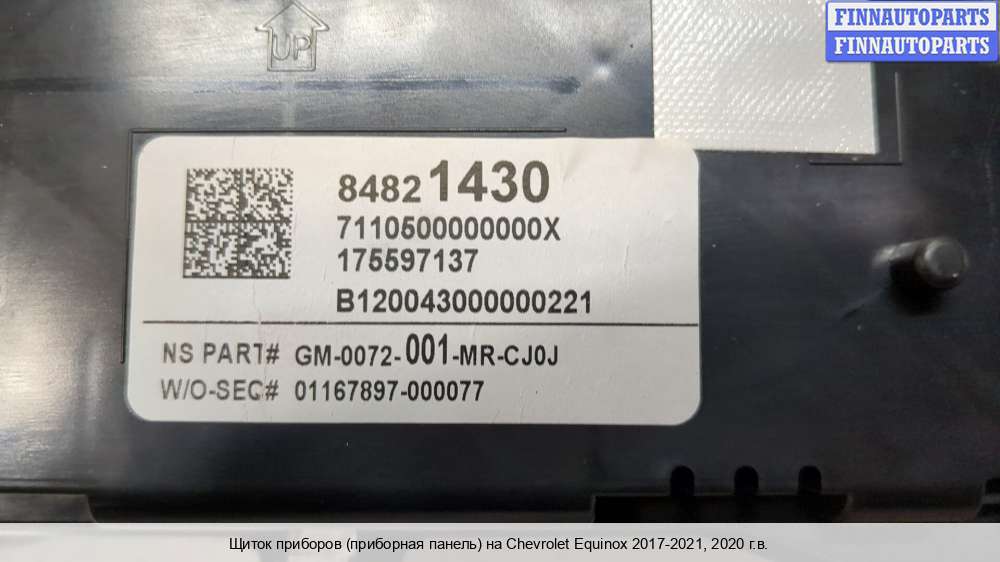 FINNAUTOPARTS
FINNAUTOPARTS
UP
84821430
7110500000000X
175597137
B120043000000221
NS PART# GM-0072-001-MR-CJ0J
W/O-SEQ# 01167897-000077
Щиток приборов (приборная панель) на Chevrolet Equinox 2017-2021, 2020 г.в.